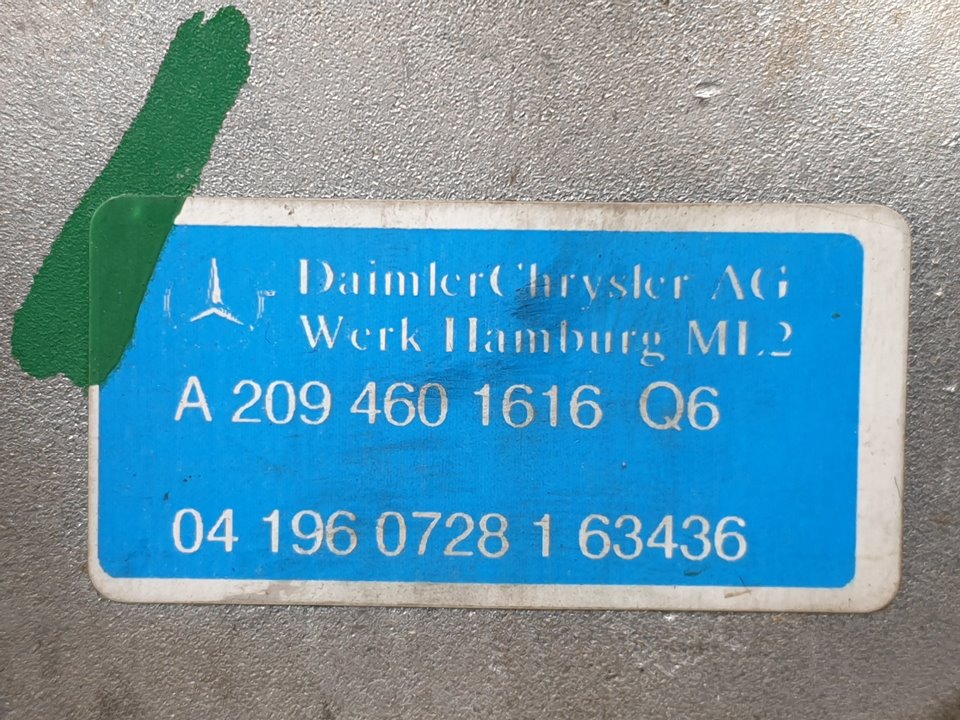 DaimlerChrysler AG
Werk Hamburg ML2
A 209 460 1616 Q6
04 196 0728 1 63436